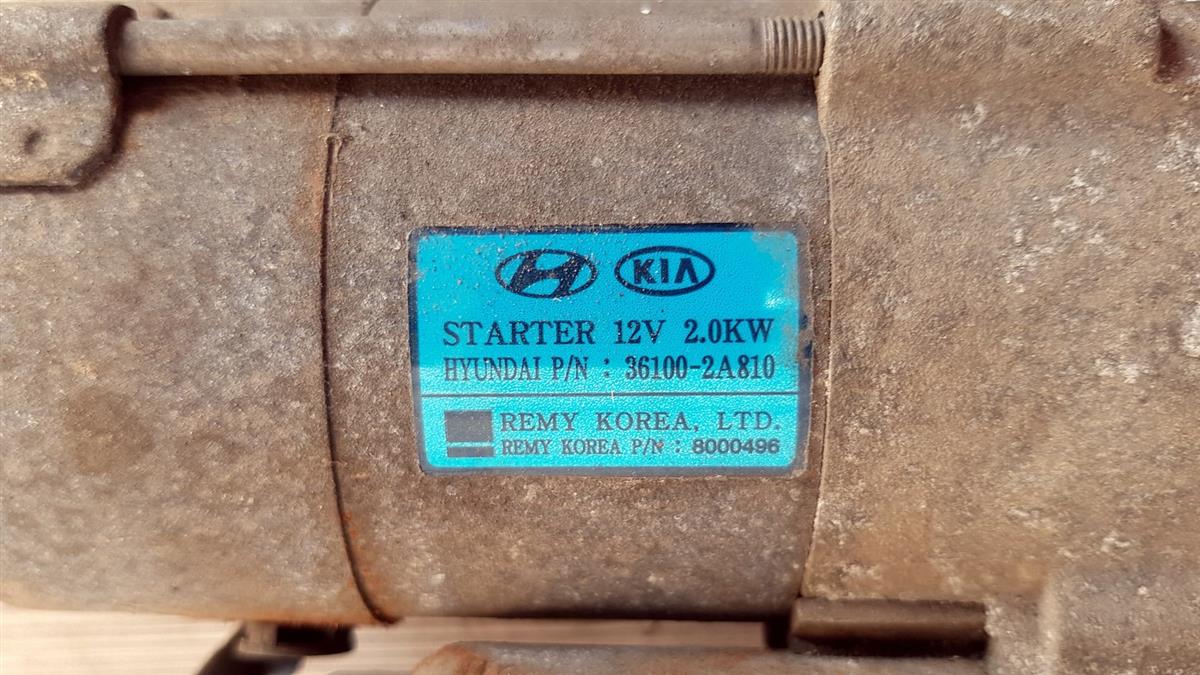 KIA
STARTER 12V 2.0KW
HYUNDAI P/N : 36100-2A810
REMY KOREA, LTD.
REMY KOREA P/N : 8000496